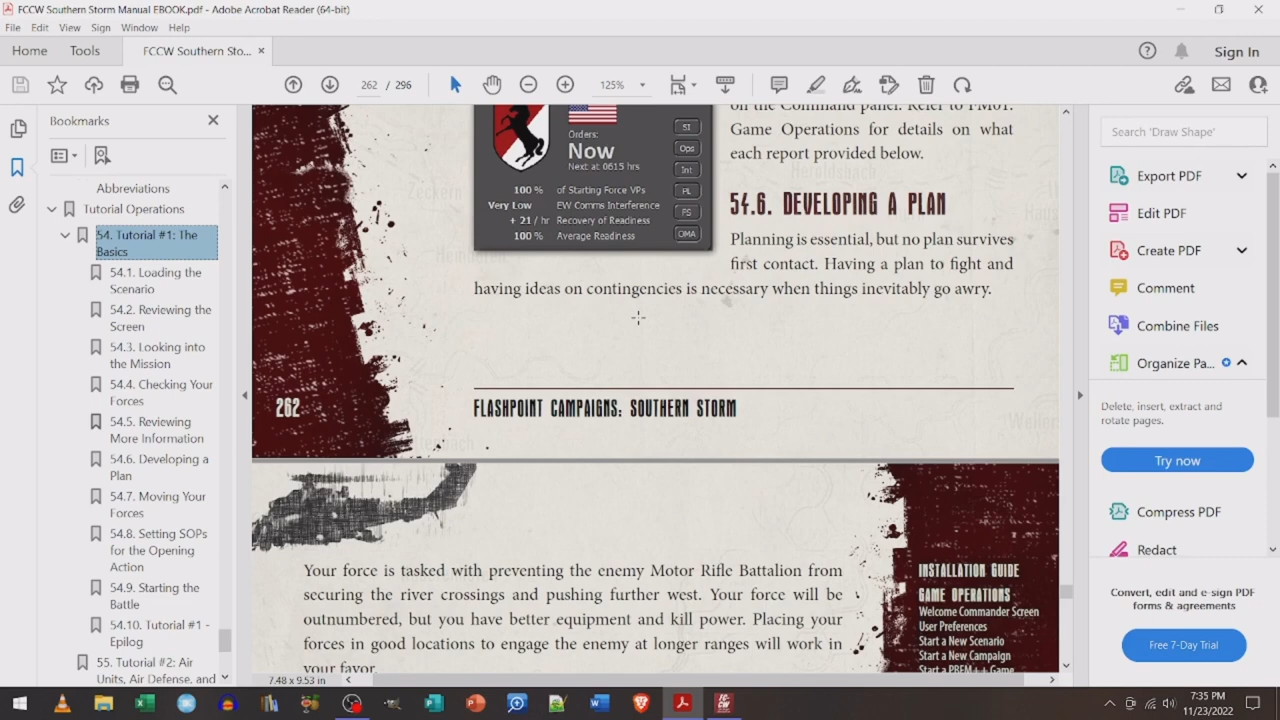 FCCW Southern Storm Manual EBOOK.pdf - Adobe Acrobat Reader (64-bit)
File Edit View Sign Window Help
Home Tools FCCW Southern Sto... × Sign In
262 / 296 125%
Bookmarks
Abbreviations
Tutorial Operations
54. Tutorial #1: The
Basics
54.1. Loading the
Scenario
54.2. Reviewing the
Screen
54.3. Looking into
the Mission
54.4. Checking Your
Forces
54.5. Reviewing
More Information
54.6. Developing a
Plan
54.7. Moving Your
Forces
54.8. Setting SOPs
for the Opening
Action
54.9. Starting the
Battle
54.10. Tutorial #1 -
Epilog
55. Tutorial #2: Air
Units, Air Defense, and
Orders:
Now
Next at 0615 hrs
100 % of Starting Force VPs
Very Low EW Comms Interference
+ 21 / hr Recovery of Readiness
100 % Average Readiness
SI
Ops
Int
PL
FS
OMA
on the Command panel. Refer to FM01:
Game Operations for details on what
each report provided below.
54.6. DEVELOPING A PLAN
Planning is essential, but no plan survives
first contact. Having a plan to fight and
having ideas on contingencies is necessary when things inevitably go awry.
262
FLASHPOINT CAMPAIGNS: SOUTHERN STORM
Your force is tasked with preventing the enemy Motor Rifle Battalion from
securing the river crossings and pushing further west. Your force will be
outnumbered, but you have better equipment and kill power. Placing your
forces in good locations to engage the enemy at longer ranges will work in
your favor.
INSTALLATION GUIDE
GAME OPERATIONS
Welcome Commander Screen
User Preferences
Start a New Scenario
Start a New Campaign
Start a PBEM++ Game
7.48 x 9.53 in
Search 'Draw Shape'
Export PDF
Edit PDF
Create PDF
Comment
Combine Files
Organize Pa...
Delete, insert, extract and
rotate pages.
Try now
Compress PDF
Redact
Convert, edit and e-sign PDF
forms & agreements
Free 7-Day Trial
7:35 PM
11/23/2022